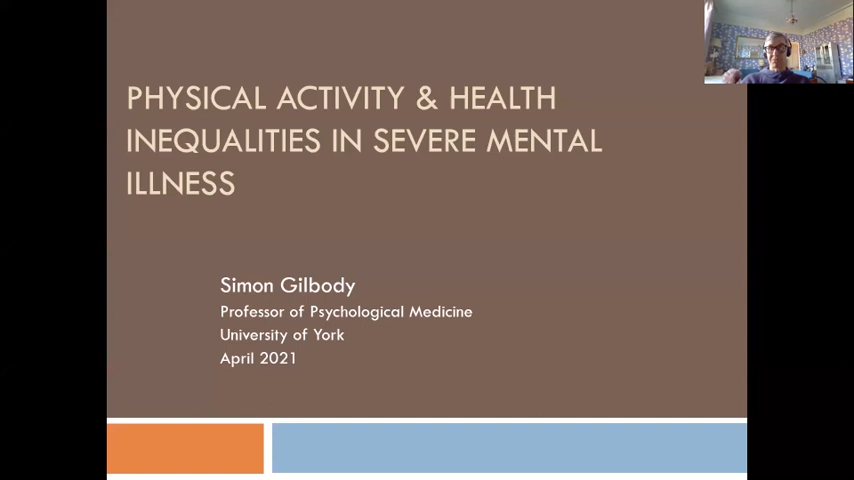 PHYSICAL ACTIVITY & HEALTH
INEQUALITIES IN SEVERE MENTAL
ILLNESS
Simon Gilbody
Professor of Psychological Medicine
University of York
April 2021